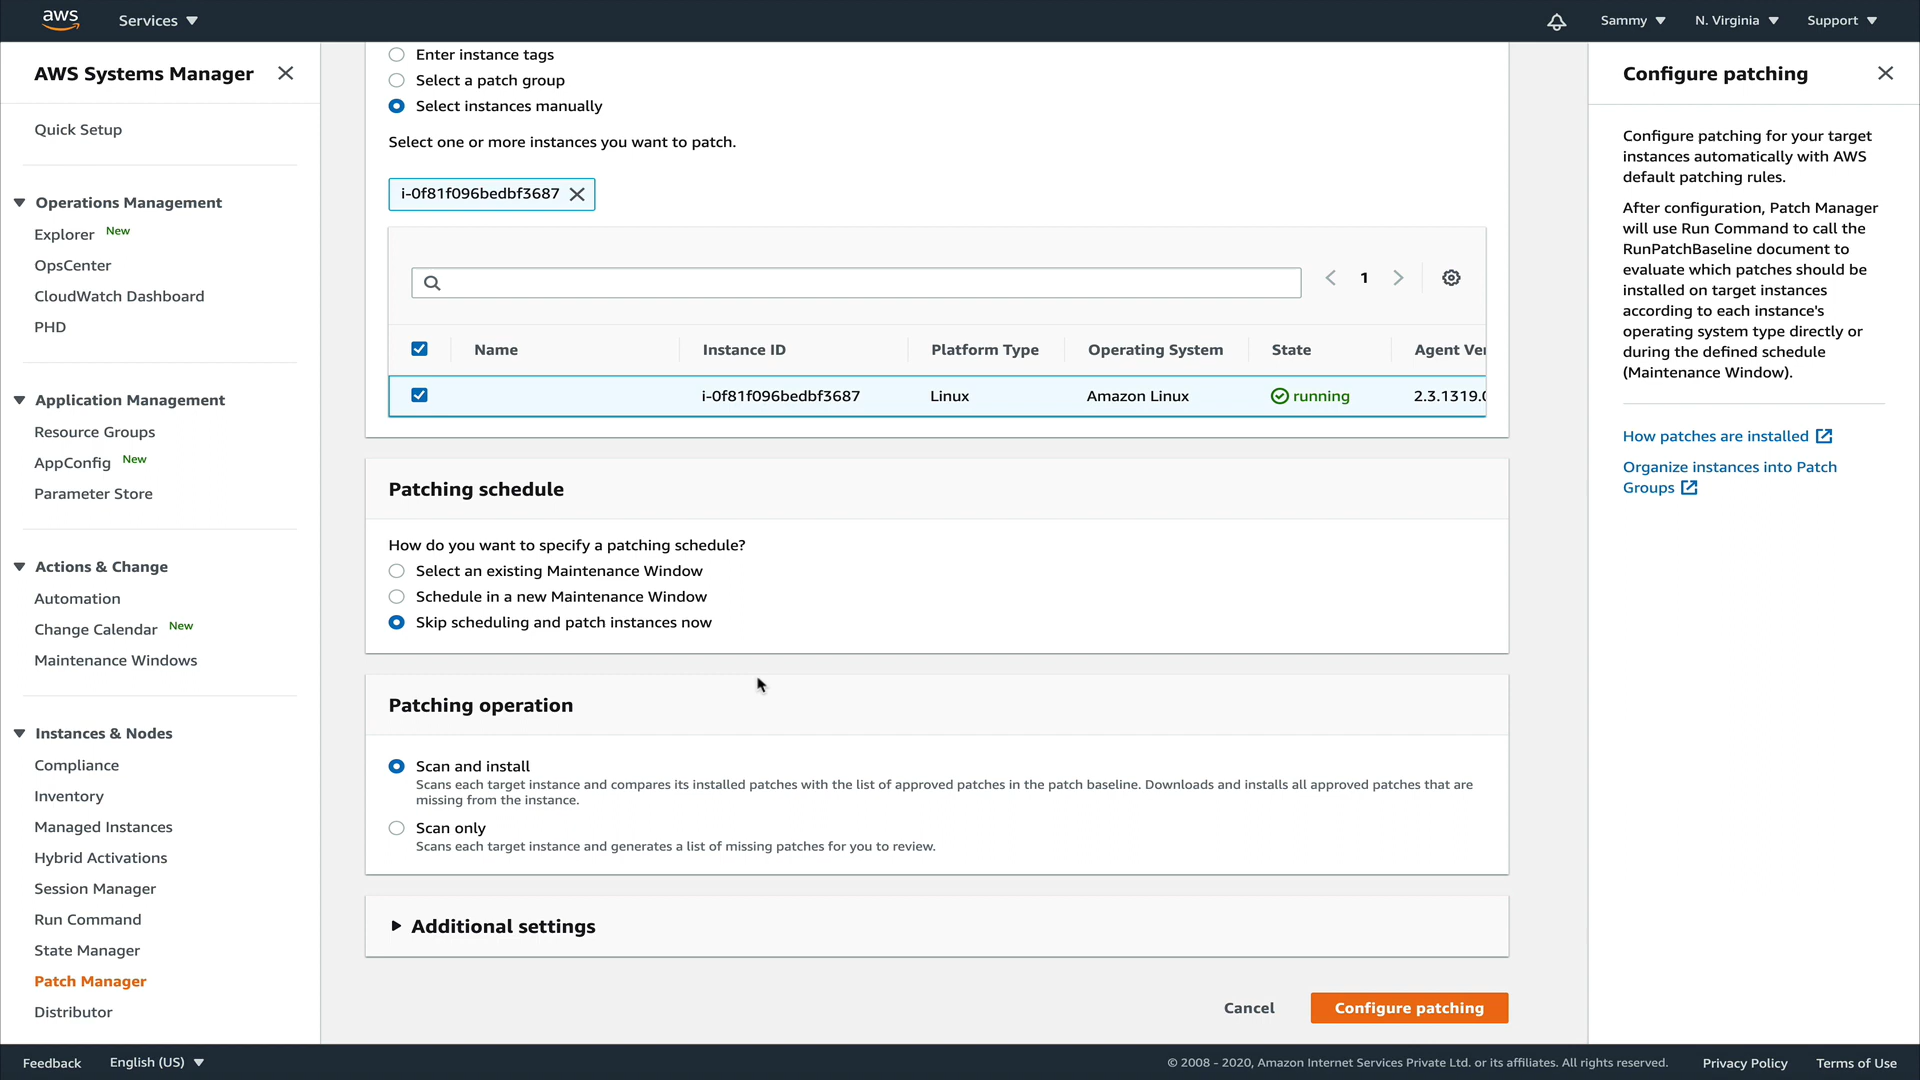 aws
Services
Sammy
N. Virginia
Support
AWS Systems Manager
Quick Setup
Operations Management
Explorer New
OpsCenter
CloudWatch Dashboard
PHD
Application Management
Resource Groups
AppConfig New
Parameter Store
Actions & Change
Automation
Change Calendar New
Maintenance Windows
Instances & Nodes
Compliance
Inventory
Managed Instances
Hybrid Activations
Session Manager
Run Command
State Manager
Patch Manager
Distributor
Enter instance tags
Select a patch group
Select instances manually
Select one or more instances you want to patch.
i-0f81f096bedbf3687
1
Name Instance ID Platform Type Operating System State Agent Ver
i-0f81f096bedbf3687 Linux Amazon Linux running 2.3.1319.0
Patching schedule
How do you want to specify a patching schedule?
Select an existing Maintenance Window
Schedule in a new Maintenance Window
Skip scheduling and patch instances now
Patching operation
Scan and install
Scans each target instance and compares its installed patches with the list of approved patches in the patch baseline. Downloads and installs all approved patches that are
missing from the instance.
Scan only
Scans each target instance and generates a list of missing patches for you to review.
Additional settings
Cancel
Configure patching
Configure patching
Configure patching for your target
instances automatically with AWS
default patching rules.
After configuration, Patch Manager
will use Run Command to call the
RunPatchBaseline document to
evaluate which patches should be
installed on target instances
according to each instance's
operating system type directly or
during the defined schedule
(Maintenance Window).
How patches are installed
Organize instances into Patch
Groups
Feedback
English (US)
© 2008 - 2020, Amazon Internet Services Private Ltd. or its affiliates. All rights reserved.
Privacy Policy
Terms of Use